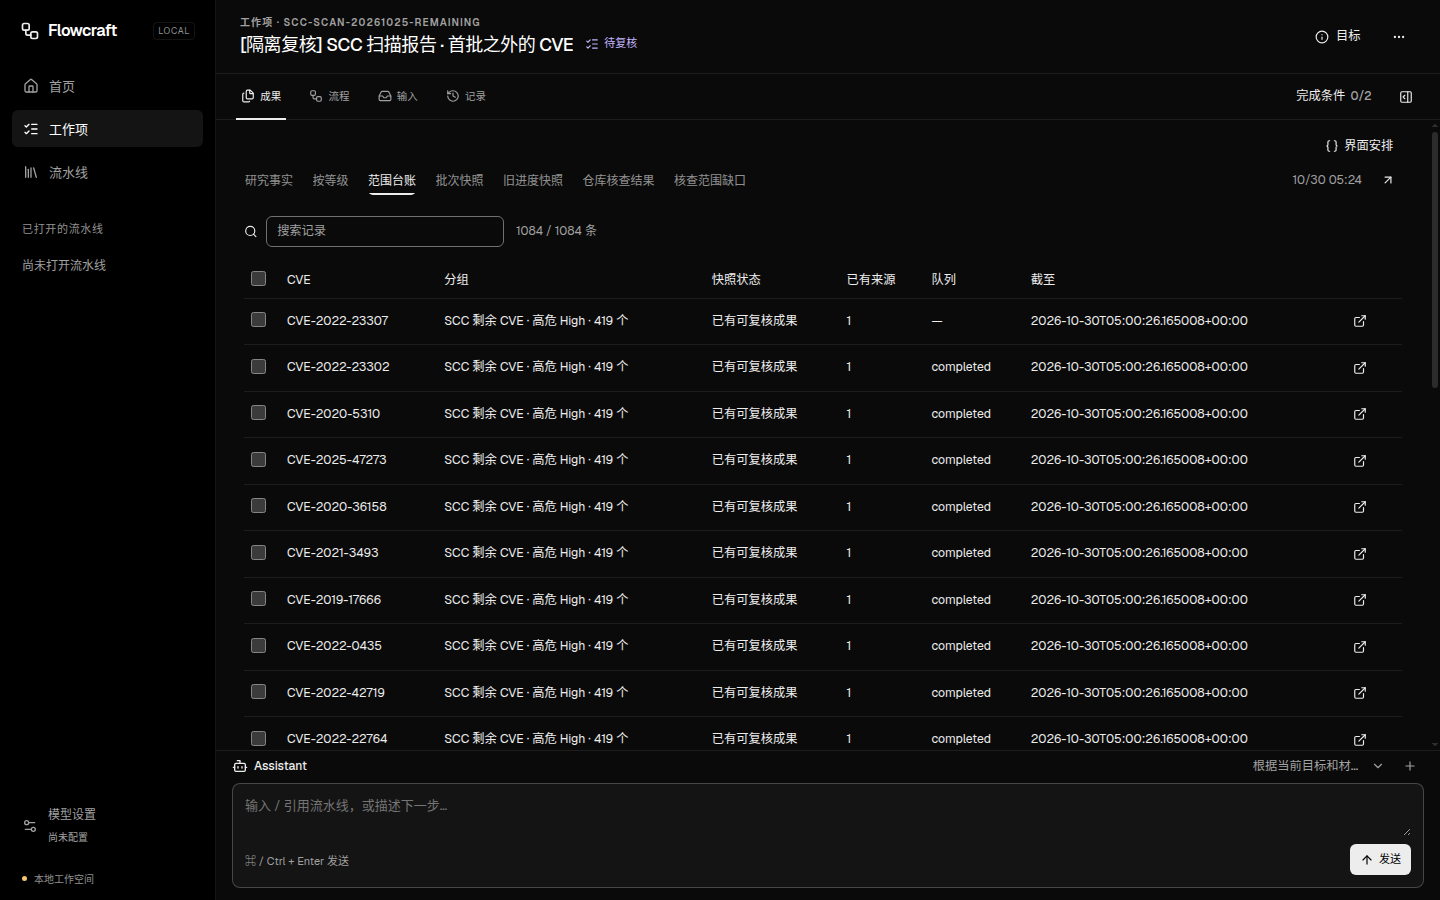 Flowcraft LOCAL
首页
工作项
流水线
已打开的流水线
尚未打开流水线
模型设置
尚未配置
本地工作空间
工作项 · SCC-SCAN-20261025-REMAINING
[隔离复核] SCC 扫描报告 · 首批之外的 CVE 待复核
目标
成果 流程 输入 记录
完成条件 0/2
{ } 界面安排
研究事实 按等级 范围台账 批次快照 旧进度快照 仓库核查结果 核查范围缺口
10/30 05:24
搜索记录 1084 / 1084 条
CVE 分组 快照状态 已有来源 队列 截至
CVE-2022-23307 SCC 剩余 CVE · 高危 High · 419 个 已有可复核成果 1 — 2026-10-30T05:00:26.165008+00:00
CVE-2022-23302 SCC 剩余 CVE · 高危 High · 419 个 已有可复核成果 1 completed 2026-10-30T05:00:26.165008+00:00
CVE-2020-5310 SCC 剩余 CVE · 高危 High · 419 个 已有可复核成果 1 completed 2026-10-30T05:00:26.165008+00:00
CVE-2025-47273 SCC 剩余 CVE · 高危 High · 419 个 已有可复核成果 1 completed 2026-10-30T05:00:26.165008+00:00
CVE-2020-36158 SCC 剩余 CVE · 高危 High · 419 个 已有可复核成果 1 completed 2026-10-30T05:00:26.165008+00:00
CVE-2021-3493 SCC 剩余 CVE · 高危 High · 419 个 已有可复核成果 1 completed 2026-10-30T05:00:26.165008+00:00
CVE-2019-17666 SCC 剩余 CVE · 高危 High · 419 个 已有可复核成果 1 completed 2026-10-30T05:00:26.165008+00:00
CVE-2022-0435 SCC 剩余 CVE · 高危 High · 419 个 已有可复核成果 1 completed 2026-10-30T05:00:26.165008+00:00
CVE-2022-42719 SCC 剩余 CVE · 高危 High · 419 个 已有可复核成果 1 completed 2026-10-30T05:00:26.165008+00:00
CVE-2022-22764 SCC 剩余 CVE · 高危 High · 419 个 已有可复核成果 1 completed 2026-10-30T05:00:26.165008+00:00
Assistant 根据当前目标和材...
输入 / 引用流水线，或描述下一步...
⌘ / Ctrl + Enter 发送
发送